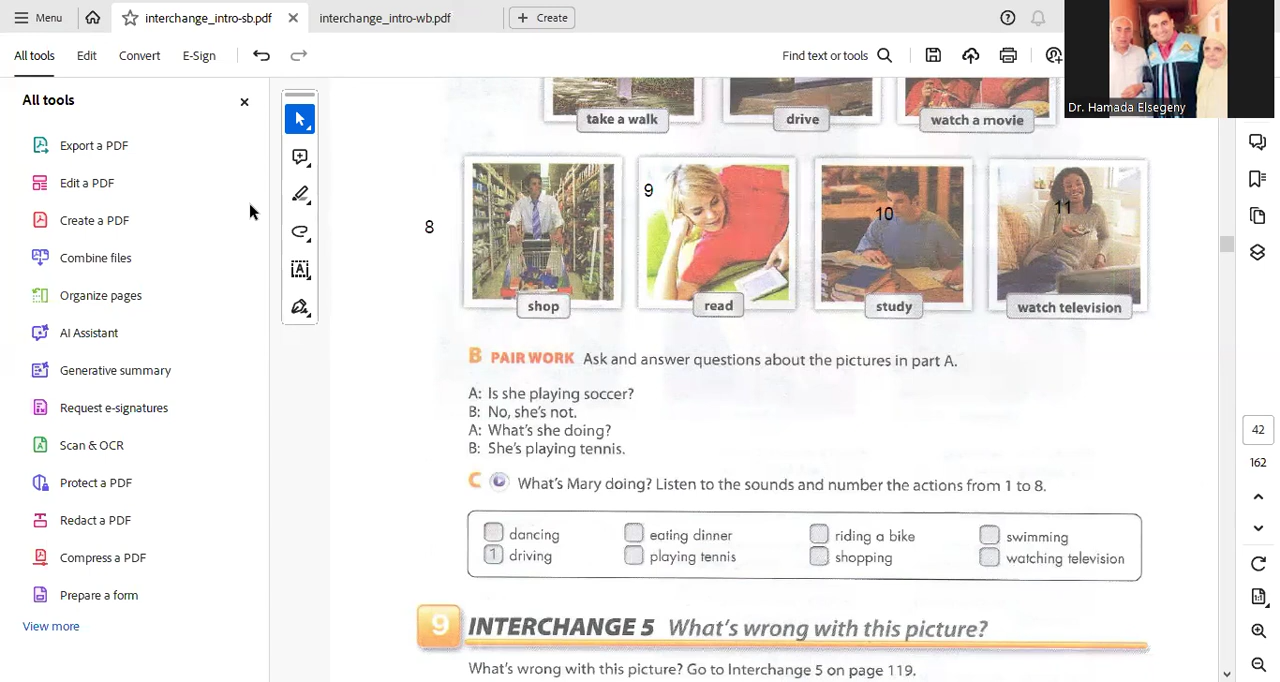 Menu
interchange_intro-sb.pdf
interchange_intro-wb.pdf
Create
All tools
Edit
Convert
E-Sign
Find text or tools
Dr. Hamada Elsegeny
All tools
Export a PDF
Edit a PDF
Create a PDF
Combine files
Organize pages
AI Assistant
Generative summary
Request e-signatures
Scan & OCR
Protect a PDF
Redact a PDF
Compress a PDF
Prepare a form
View more
take a walk
drive
watch a movie
8
9
10
11
shop
read
study
watch television
B PAIR WORK Ask and answer questions about the pictures in part A.
A: Is she playing soccer?
B: No, she's not.
A: What's she doing?
B: She's playing tennis.
C What's Mary doing? Listen to the sounds and number the actions from 1 to 8.
dancing eating dinner riding a bike swimming
1 driving playing tennis shopping watching television
9 INTERCHANGE 5 What's wrong with this picture?
What's wrong with this picture? Go to Interchange 5 on page 119.
42
162